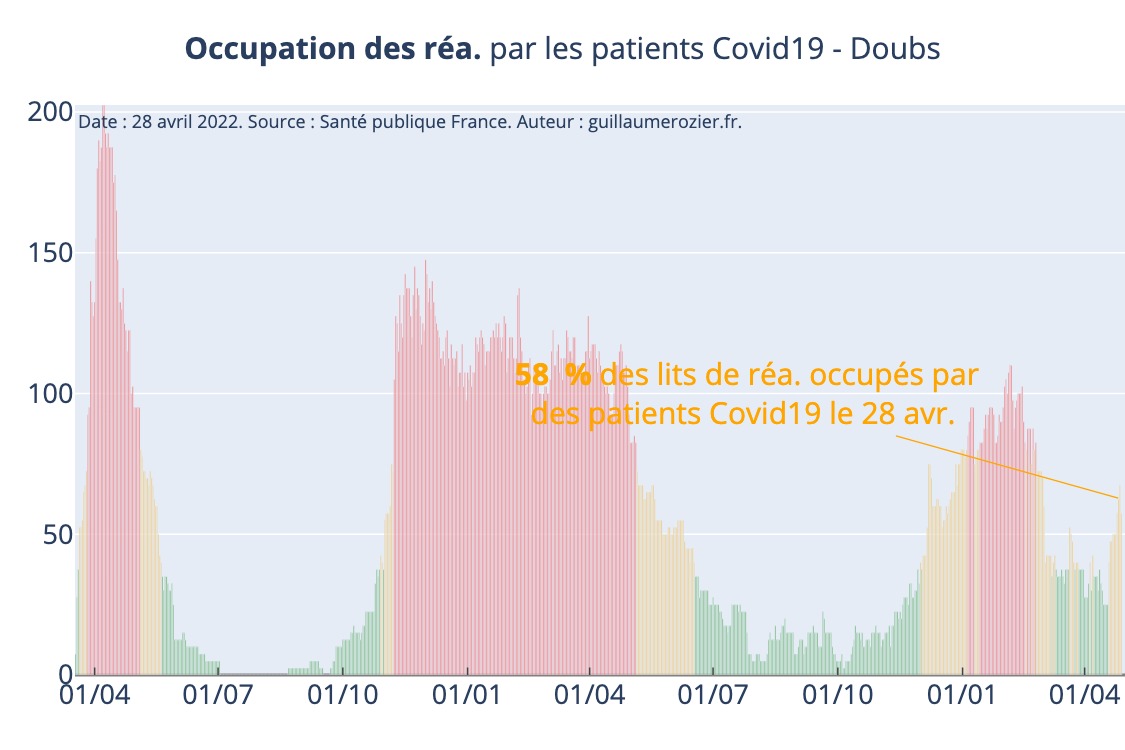 Occupation des réa. par les patients Covid19 - Doubs
200
Date : 28 avril 2022. Source : Santé publique France. Auteur : guillaumerozier.fr.
150
58 % des lits de réa. occupés par
100
des patients Covid19 le 28 avr.
50
0
01/04 01/07 01/10 01/01 01/04 01/07 01/10 01/01 01/04